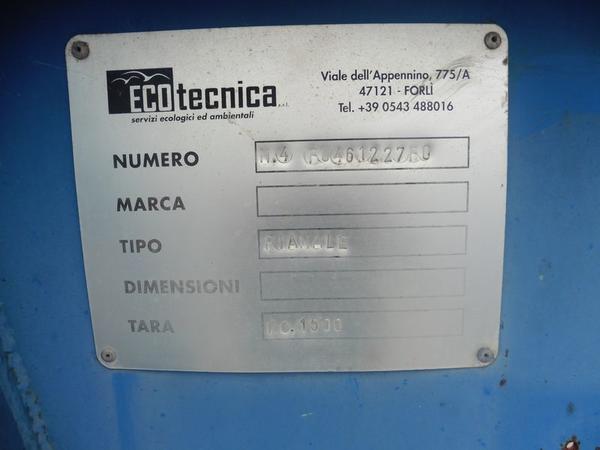 ECOtecnica s.r.l.
servizi ecologici ed ambientali
Viale dell'Appennino, 775/A
47121 - FORLÌ
Tel. +39 0543 488016
NUMERO N.4
MARCA
TIPO
DIMENSIONI
TARA